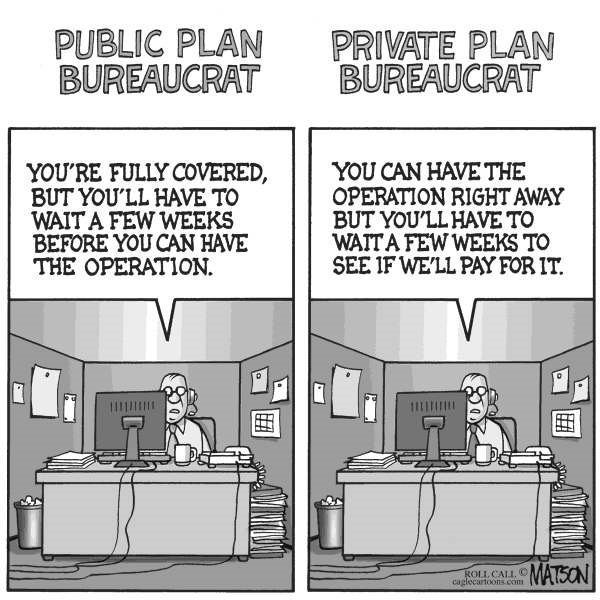 PUBLIC PLAN
BUREAUCRAT
PRIVATE PLAN
BUREAUCRAT
YOU'RE FULLY COVERED,
BUT YOU'LL HAVE TO
WAIT A FEW WEEKS
BEFORE YOU CAN HAVE
THE OPERATION.
YOU CAN HAVE THE
OPERATION RIGHT AWAY
BUT YOU'LL HAVE TO
WAIT A FEW WEEKS TO
SEE IF WE'LL PAY FOR IT.
ROLL CALL ©
caglecartoons.com
MATSON